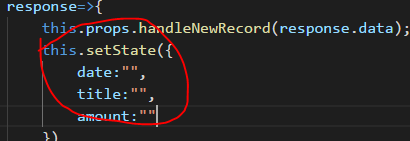 response=>{
this.props.handleNewRecord(response.data);
this.setState({
date:"",
title:"",
amount:""
})